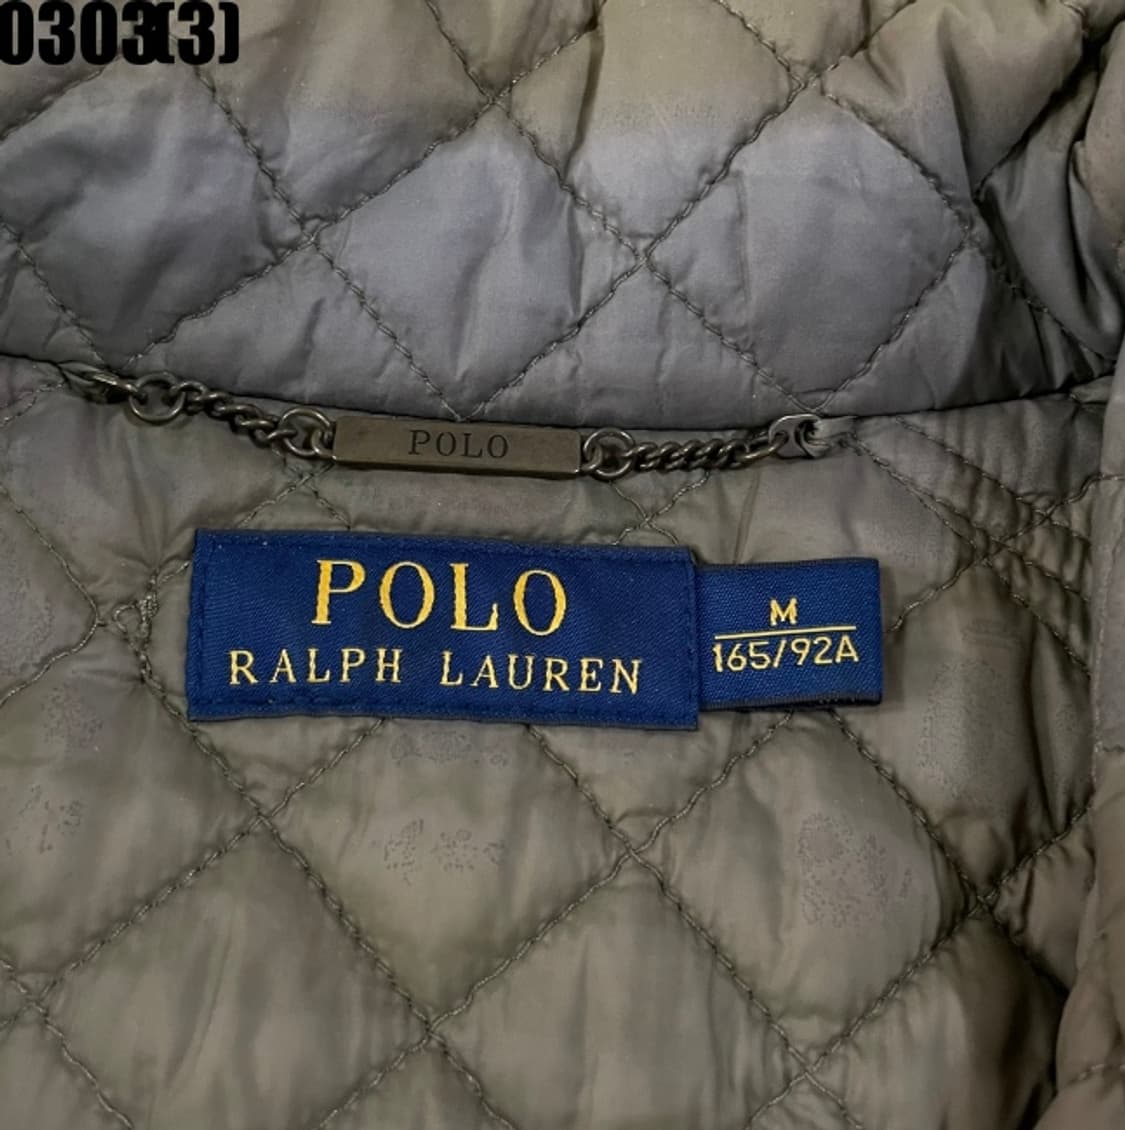 0303(3)
POLO
POLO
RALPH LAUREN
M
165/92A